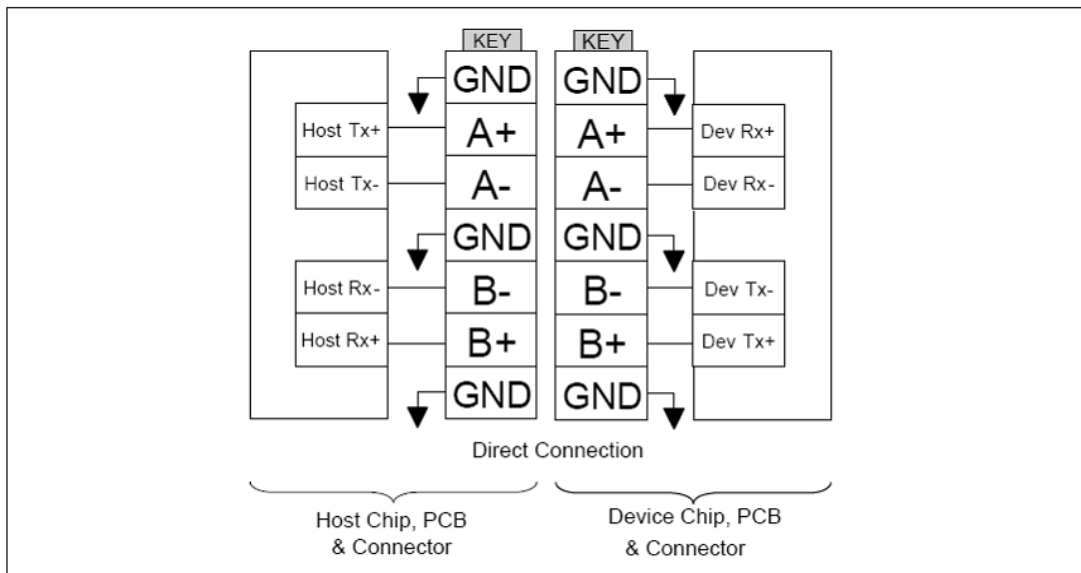 KEY KEY
GND GND
Host Tx+ A+ A+ Dev Rx+
Host Tx- A- A- Dev Rx-
GND GND
Host Rx- B- B- Dev Tx-
Host Rx+ B+ B+ Dev Tx+
GND GND
Direct Connection
Host Chip, PCB
& Connector
Device Chip, PCB
& Connector